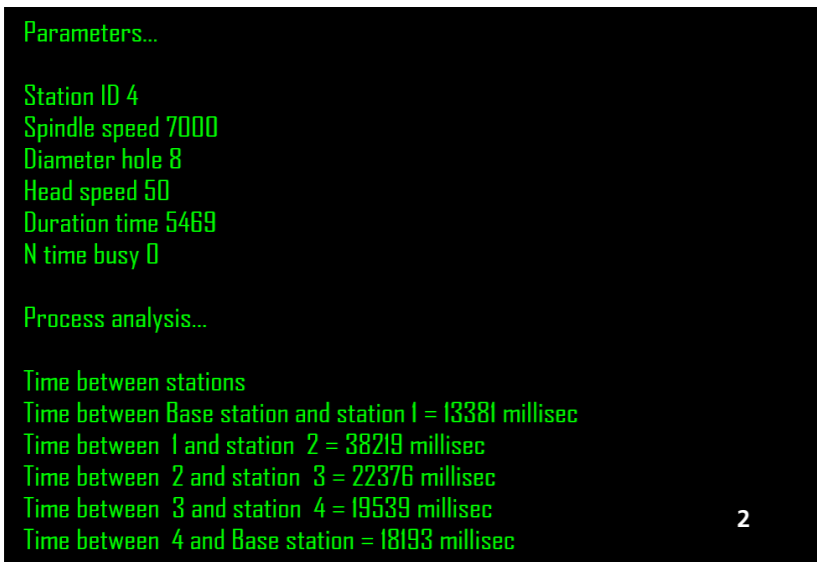 Parameters...
Station ID 4
Spindle speed 7000
Diameter hole 8
Head speed 50
Duration time 5469
N time busy 0
Process analysis...
Time between stations
Time between Base station and station 1 = 13381 millisec
Time between 1 and station 2 = 38219 millisec
Time between 2 and station 3 = 22376 millisec
Time between 3 and station 4 = 19539 millisec
Time between 4 and Base station = 18193 millisec
2